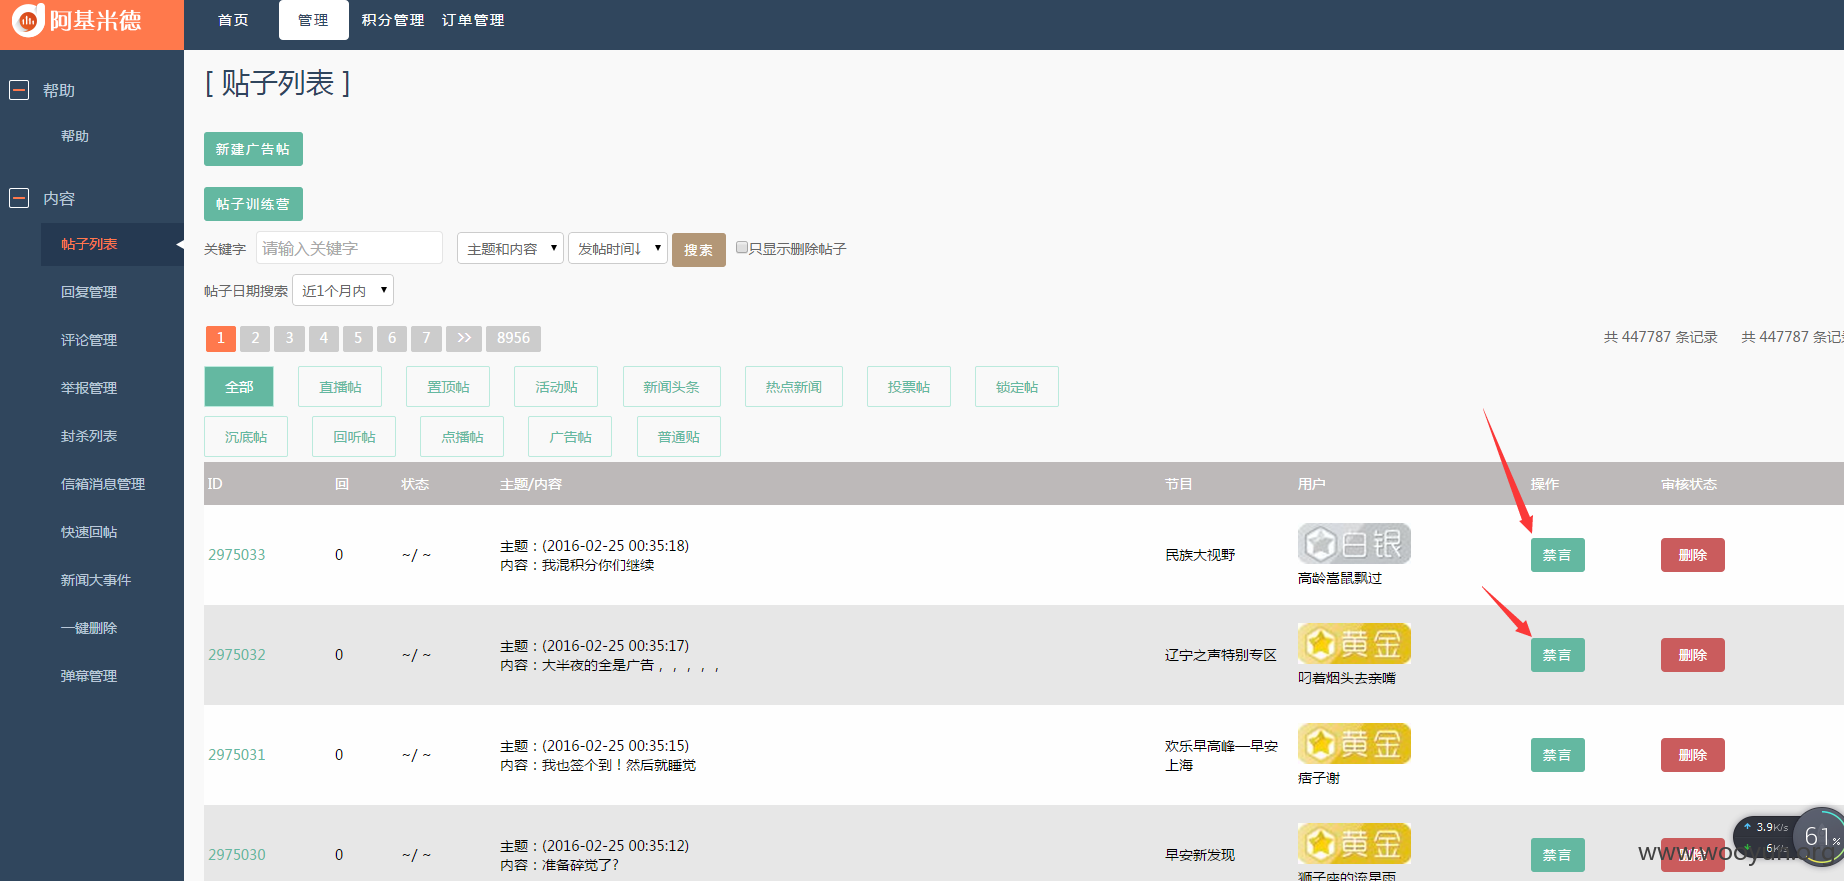 阿基米德
首页
管理
积分管理
订单管理
帮助
帮助
内容
帖子列表
回复管理
评论管理
举报管理
封杀列表
信箱消息管理
快速回帖
新闻大事件
一键删除
弹幕管理
[ 贴子列表 ]
新建广告帖
帖子训练营
关键字 请输入关键字 主题和内容 发帖时间↓ 搜索 只显示删除帖子
帖子日期搜索 近1个月内
1 2 3 4 5 6 7 >> 8956
共 447787 条记录 共 447787 条记
全部 直播帖 置顶帖 活动贴 新闻头条 热点新闻 投票帖 锁定帖
沉底帖 回听帖 点播帖 广告帖 普通贴
ID 回 状态 主题/内容 节目 用户 操作 审核状态
2975033 0 ~/ ~ 主题：(2016-02-25 00:35:18)
内容：我混积分你们继续
民族大视野
白银
高龄嵩鼠飘过
禁言 删除
2975032 0 ~/ ~ 主题：(2016-02-25 00:35:17)
内容：大半夜的全是广告，，，，，
辽宁之声特别专区
黄金
叼着烟头去亲嘴
禁言 删除
2975031 0 ~/ ~ 主题：(2016-02-25 00:35:15)
内容：我也签个到！然后就睡觉
欢乐早高峰—早安
上海
黄金
痞子谢
禁言 删除
2975030 0 ~/ ~ 主题：(2016-02-25 00:35:12)
内容：准备碎觉了?
早安新发现
黄金
狮子座的流星雨
禁言 删除
3.9K/s
6K/s
61%
www.wooyun.org